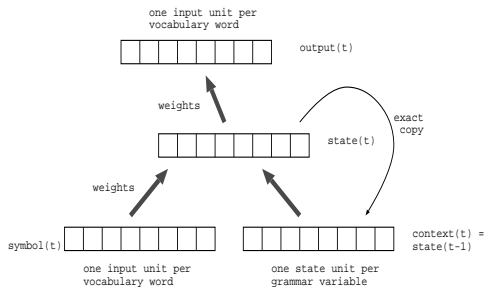 one input unit per
vocabulary word
output(t)
weights
exact
copy
state(t)
weights
symbol(t)
context(t) =
state(t-1)
one input unit per
vocabulary word
one state unit per
grammar variable